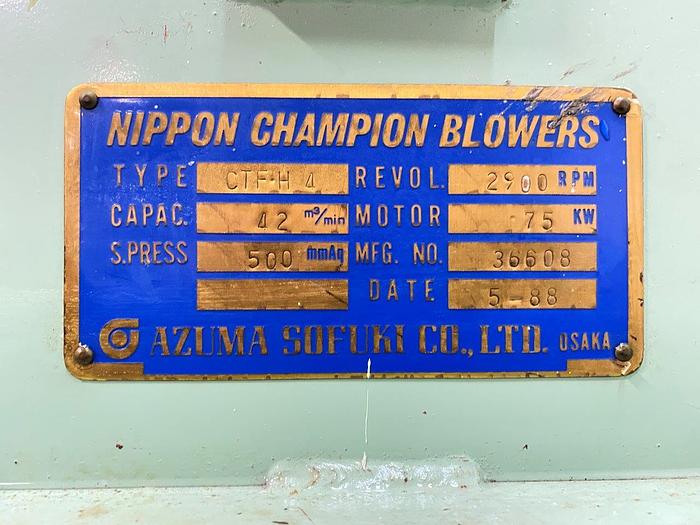 NIPPON CHAMPION BLOWERS
TYPE CTF-H 4 REVOL. 2900 RPM
CAPAC. 42 m³/min MOTOR 75 KW
S.PRESS 500 mmAq MFG. NO. 36608
DATE 5-88
AZUMA SOFUKI CO., LTD. OSAKA